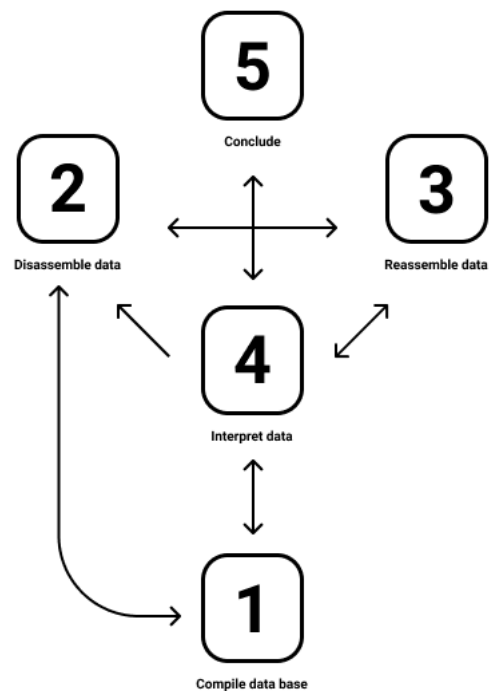 5
Conclude
2
Disassemble data
3
Reassemble data
4
Interpret data
1
Compile data base